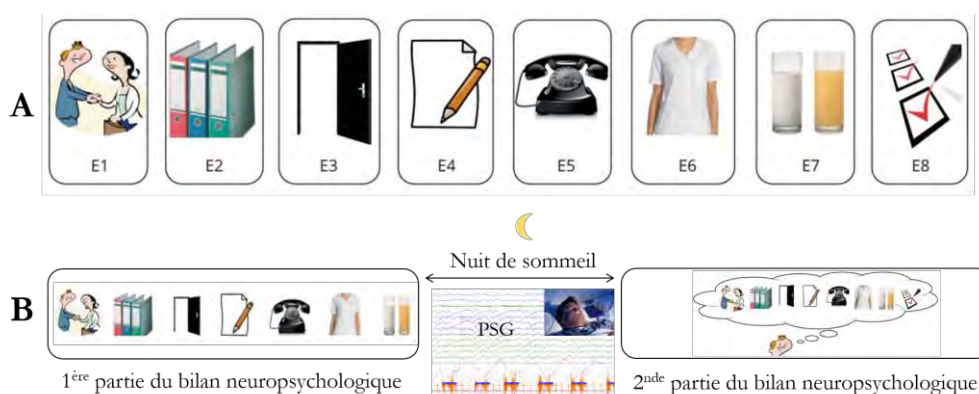 A
E1 E2 E3 E4 E5 E6 E7 E8
Nuit de sommeil
B
PSG
1ère partie du bilan neuropsychologique
2nde partie du bilan neuropsychologique